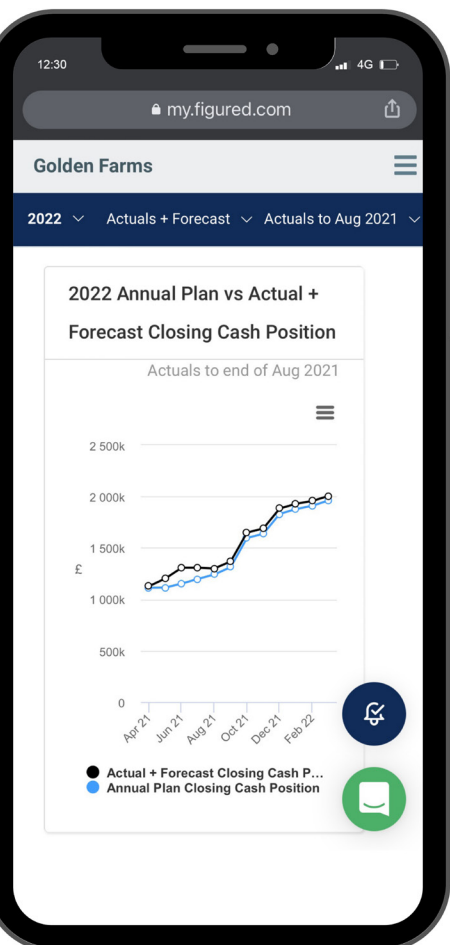 12:30 4G
my.figured.com
Golden Farms
2022 Actuals + Forecast Actuals to Aug 2021
2022 Annual Plan vs Actual +
Forecast Closing Cash Position
Actuals to end of Aug 2021
2 500k
2 000k
1 500k
£
1 000k
500k
0
Apr 21 Jun 21 Aug 21 Oct 21 Dec 21 Feb 22
Actual + Forecast Closing Cash P...
Annual Plan Closing Cash Position